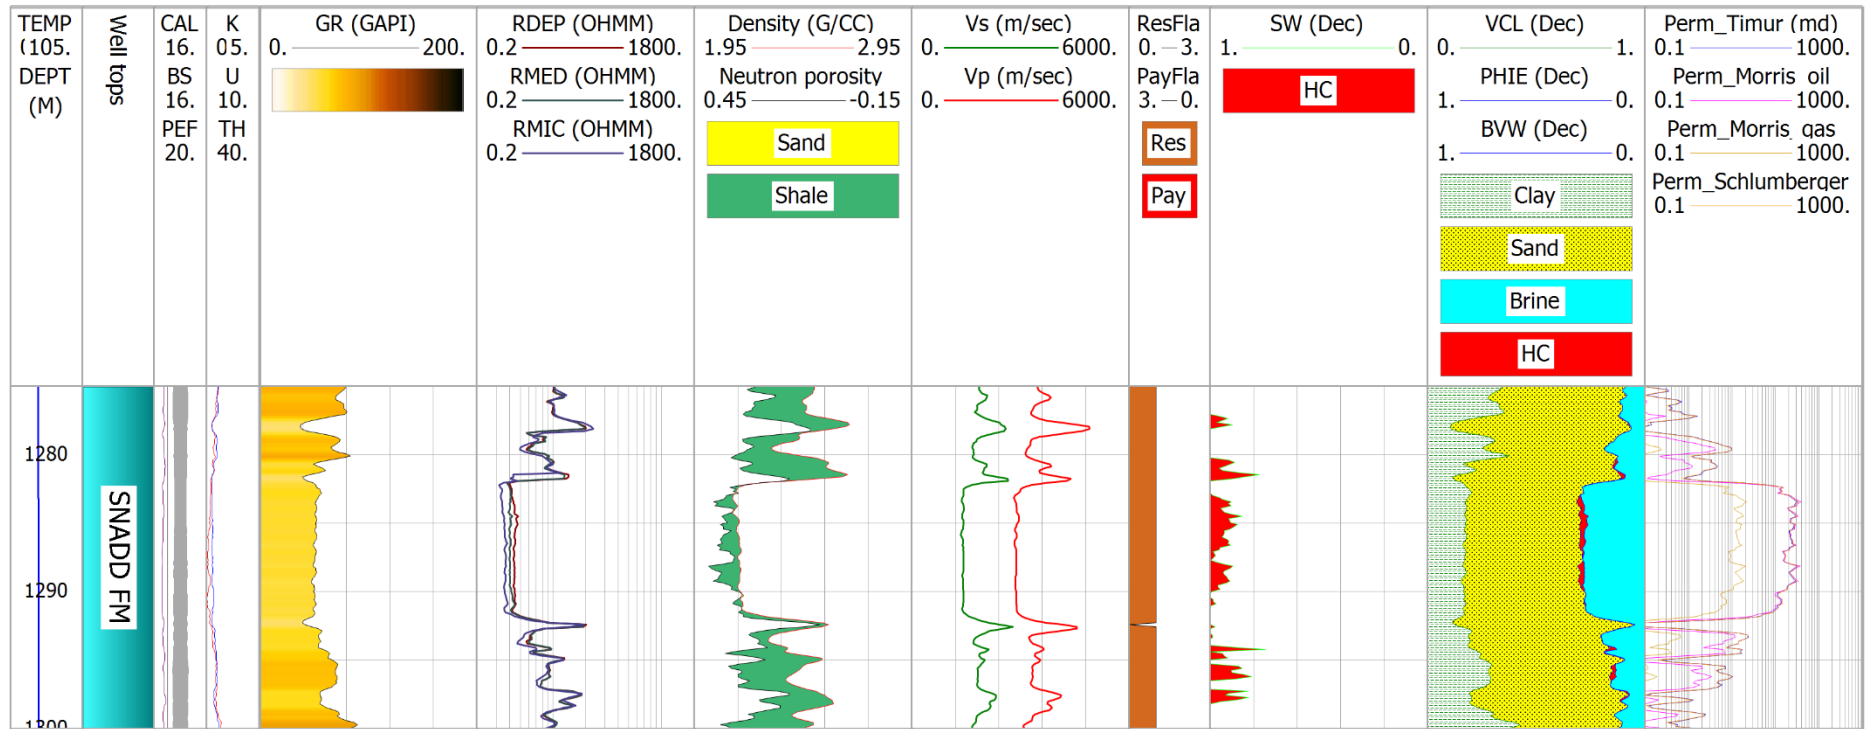 TEMP
(105.
DEPT
(M)
Well tops
CAL
16.
BS
16.
PEF
20.
K
05.
U
10.
TH
40.
GR (GAPI)
0. 200.
RDEP (OHMM)
0.2 1800.
RMED (OHMM)
0.2 1800.
RMIC (OHMM)
0.2 1800.
Density (G/CC)
1.95 2.95
Neutron porosity
0.45 -0.15
Sand
Shale
Vs (m/sec)
0. 6000.
Vp (m/sec)
0. 6000.
ResFla
0. 3.
PayFla
3. 0.
Res
Pay
SW (Dec)
1. 0.
HC
VCL (Dec)
0. 1.
PHIE (Dec)
1. 0.
BVW (Dec)
1. 0.
Clay
Sand
Brine
HC
Perm_Timur (md)
0.1 1000.
Perm_Morris oil
0.1 1000.
Perm_Morris gas
0.1 1000.
Perm_Schlumberger
0.1 1000.
1280
1290
1300
SNADD FM